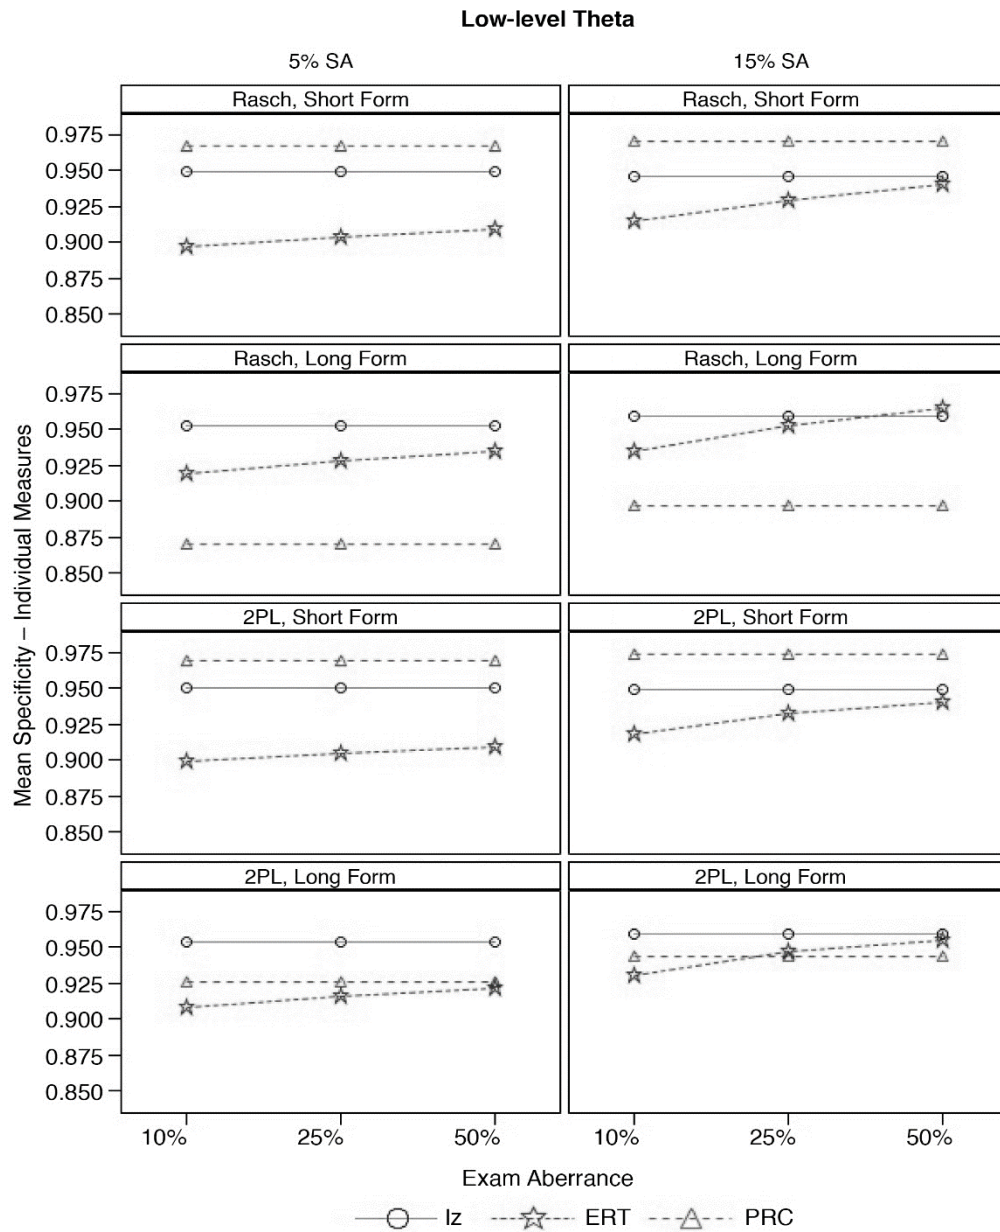 Low-level Theta
5% SA 15% SA
Rasch, Short Form Rasch, Short Form
0.975
0.950
0.925
0.900
0.875
0.850
Rasch, Long Form Rasch, Long Form
0.975
0.950
0.925
0.900
0.875
0.850
2PL, Short Form 2PL, Short Form
0.975
0.950
0.925
0.900
0.875
0.850
2PL, Long Form 2PL, Long Form
0.975
0.950
0.925
0.900
0.875
0.850
Mean Specificity – Individual Measures
10% 25% 50% 10% 25% 50%
Exam Aberrance
lz ERT PRC